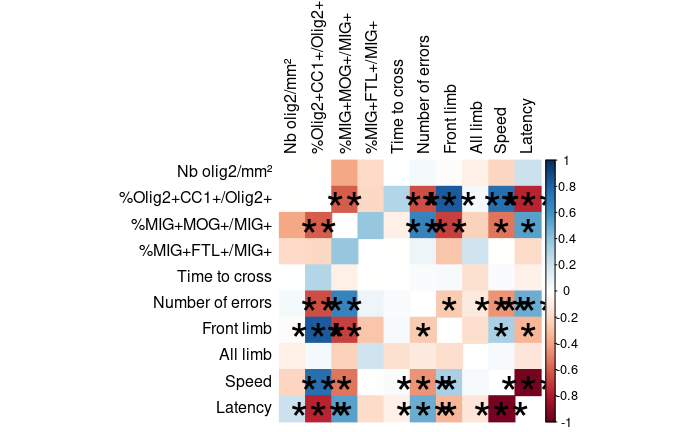 Nb olig2/mm²
%Olig2+CC1+/Olig2+
%MIG+MOG+/MIG+
%MIG+FTL+/MIG+
Time to cross
Number of errors
Front limb
All limb
Speed
Latency
Nb olig2/mm²
%Olig2+CC1+/Olig2+
%MIG+MOG+/MIG+
%MIG+FTL+/MIG+
Time to cross
Number of errors
Front limb
All limb
Speed
Latency
1
0.8
0.6
0.4
0.2
0
-0.2
-0.4
-0.6
-0.8
-1